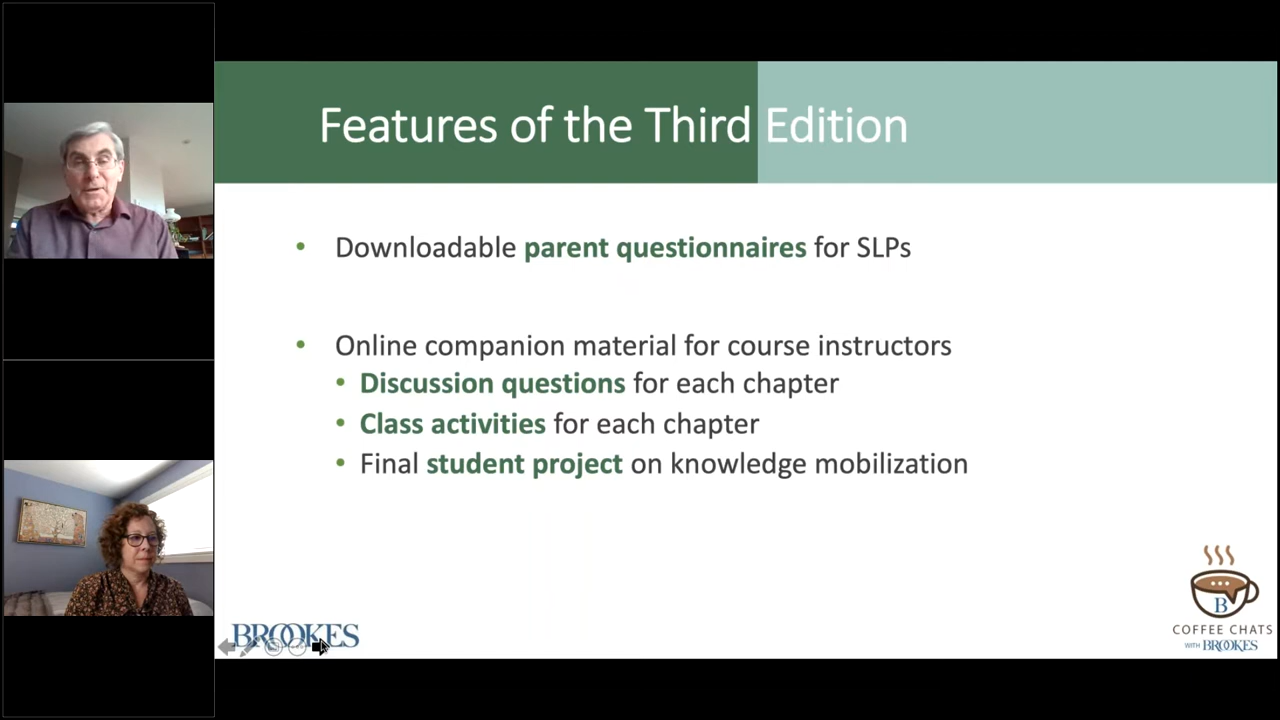 Features of the Third Edition
• Downloadable parent questionnaires for SLPs
• Online companion material for course instructors
• Discussion questions for each chapter
• Class activities for each chapter
• Final student project on knowledge mobilization
BROOKES
B
COFFEE CHATS
WITH BROOKES